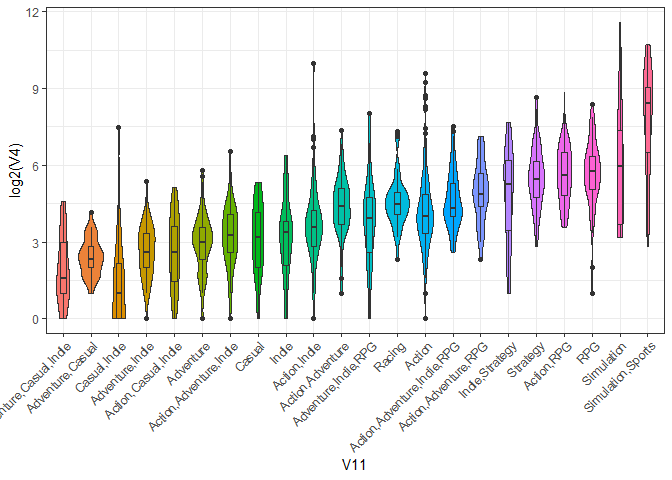 12
9
6
3
0
log2(V4)
Adventure,Casual
Casual,Indie
Adventure,Indie
Action,Casual,Indie
Adventure
Action,Adventure,Indie
Casual
Indie
Action,Indie
Action,Adventure
Adventure,Indie,RPG
Racing
Action
Action,Adventure,Indie,RPG
Action,Adventure,RPG
Indie,Strategy
Strategy
Action,RPG
RPG
Simulation
Simulation,Sports
V11